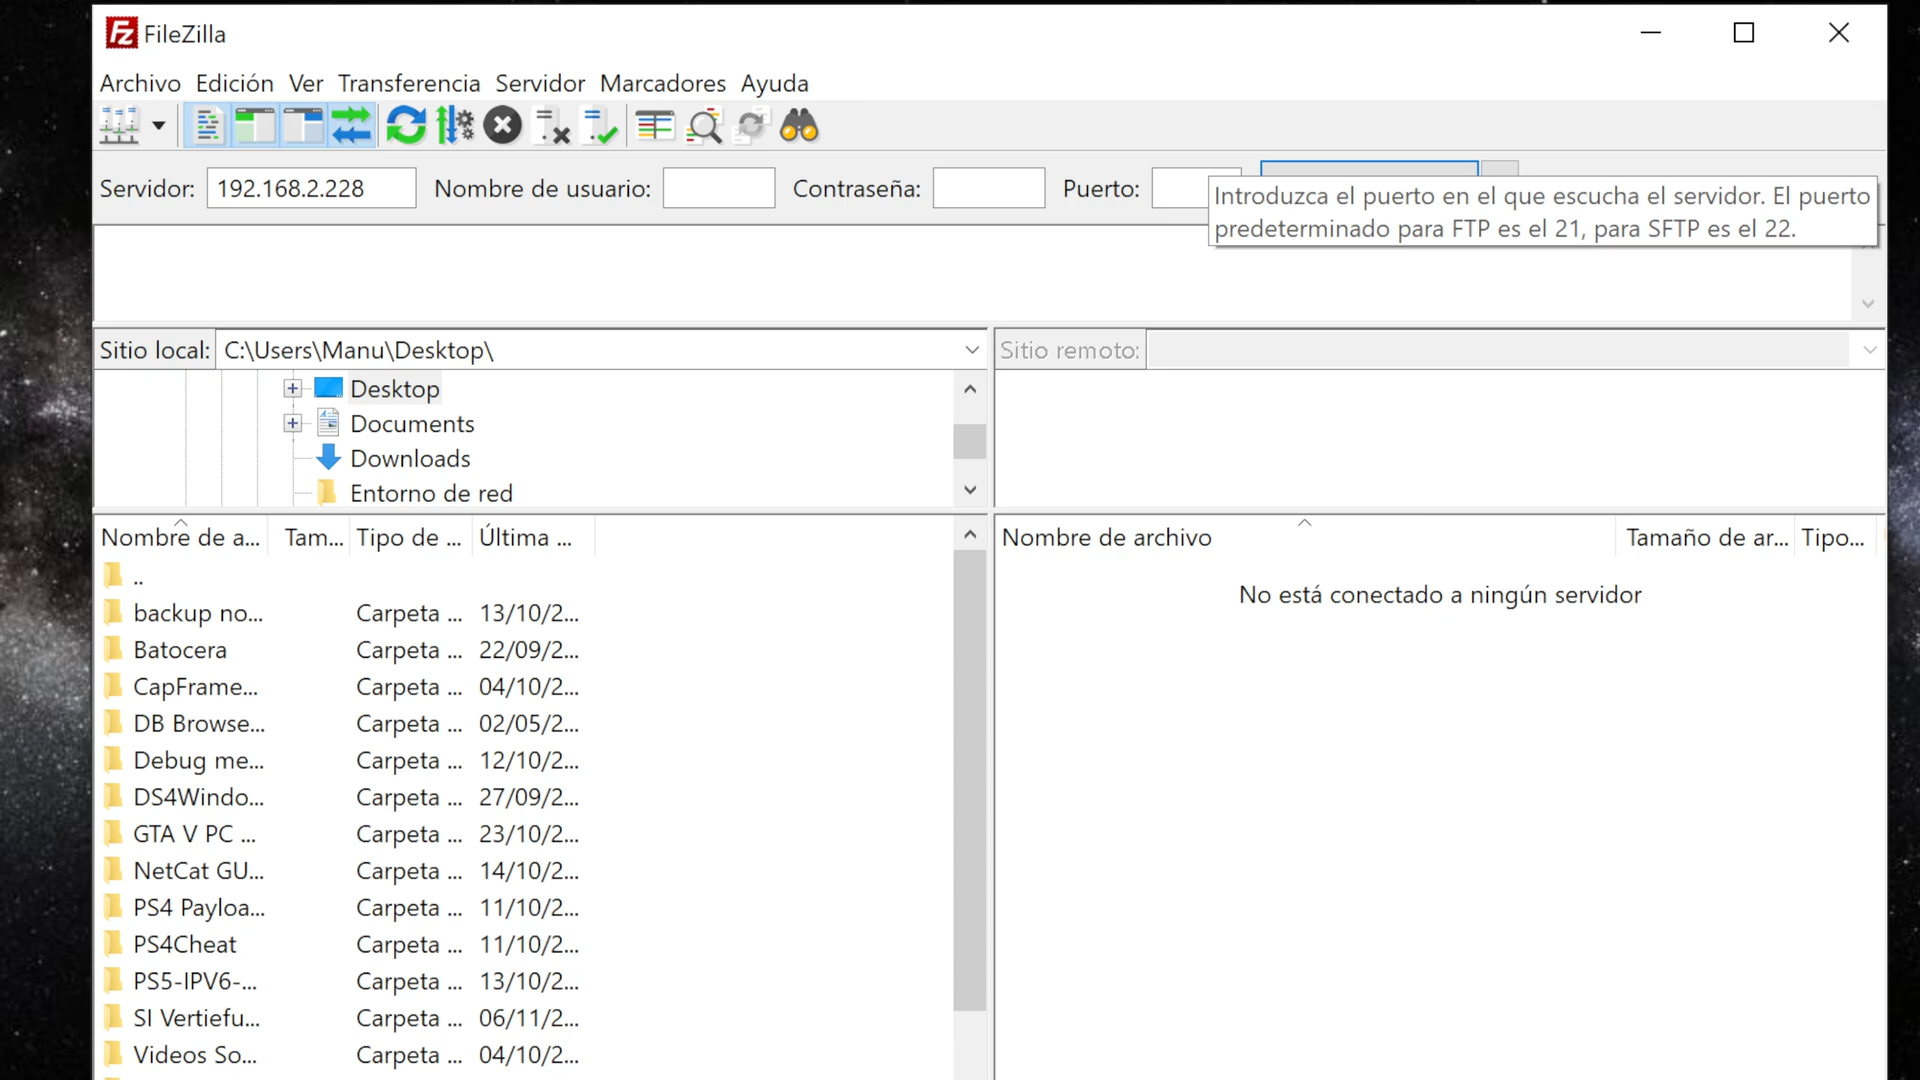 FileZilla
Archivo Edición Ver Transferencia Servidor Marcadores Ayuda
Servidor: 192.168.2.228 Nombre de usuario: Contraseña: Puerto:
Introduzca el puerto en el que escucha el servidor. El puerto
predeterminado para FTP es el 21, para SFTP es el 22.
Sitio local: C:\Users\Manu\Desktop\
Sitio remoto:
Desktop
Documents
Downloads
Entorno de red
Nombre de a... Tam... Tipo de ... Última ...
..
backup no... Carpeta ... 13/10/2...
Batocera Carpeta ... 22/09/2...
CapFrame... Carpeta ... 04/10/2...
DB Browse... Carpeta ... 02/05/2...
Debug me... Carpeta ... 12/10/2...
DS4Windo... Carpeta ... 27/09/2...
GTA V PC ... Carpeta ... 23/10/2...
NetCat GU... Carpeta ... 14/10/2...
PS4 Payloa... Carpeta ... 11/10/2...
PS4Cheat Carpeta ... 11/10/2...
PS5-IPV6-... Carpeta ... 13/10/2...
SI Vertiefu... Carpeta ... 06/11/2...
Videos So... Carpeta ... 04/10/2...
Nombre de archivo Tamaño de ar... Tipo...
No está conectado a ningún servidor